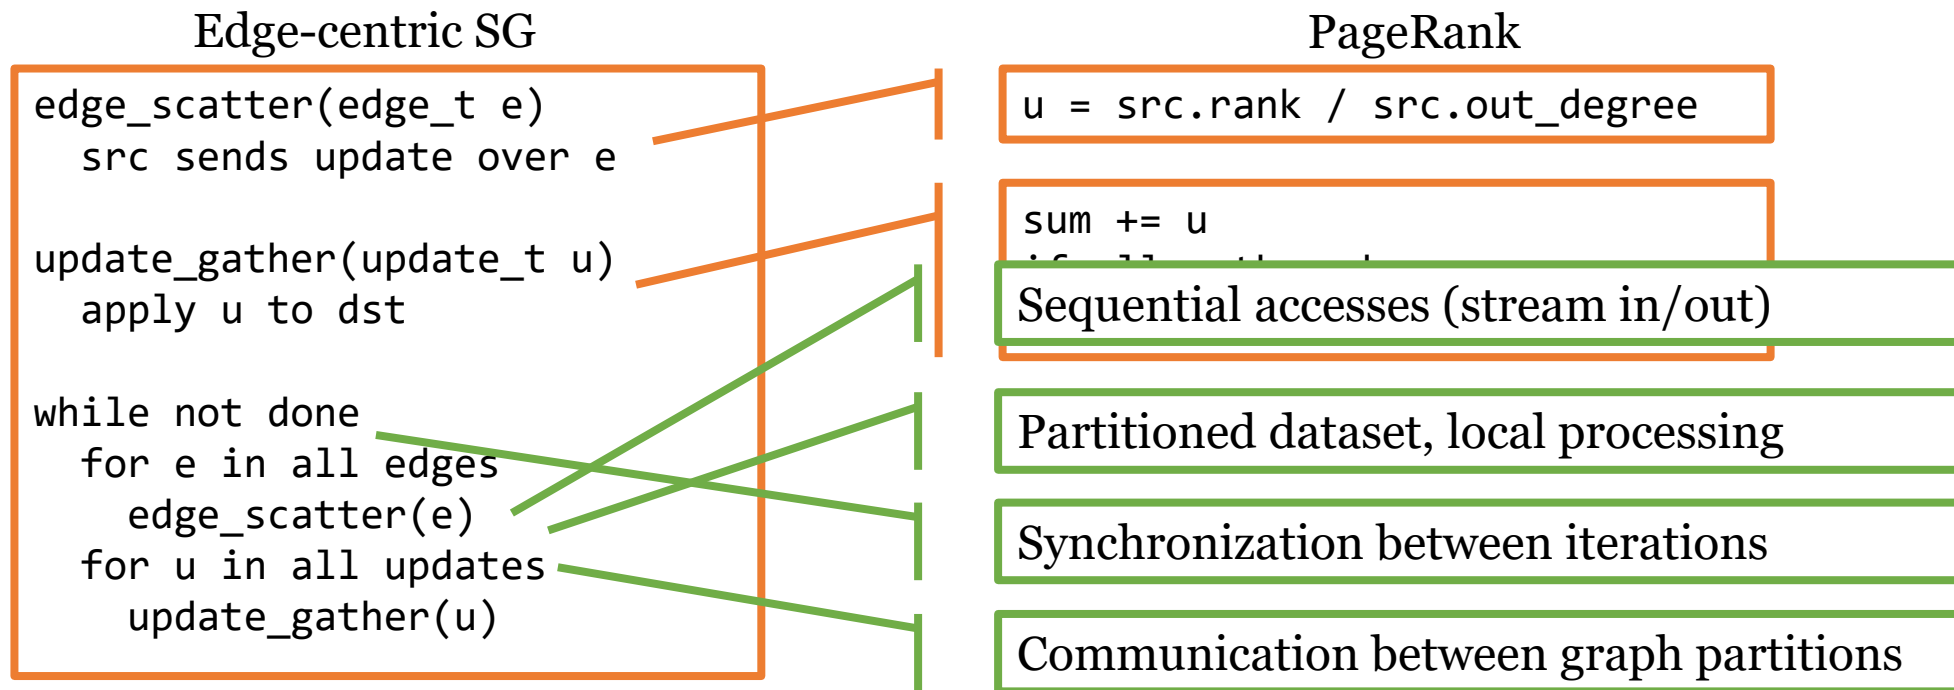 Edge-centric SG
edge_scatter(edge_t e)
src sends update over e
update_gather(update_t u)
apply u to dst
while not done
for e in all edges
edge_scatter(e)
for u in all updates
update_gather(u)
PageRank
u = src.rank / src.out_degree
sum += u
Sequential accesses (stream in/out)
Partitioned dataset, local processing
Synchronization between iterations
Communication between graph partitions